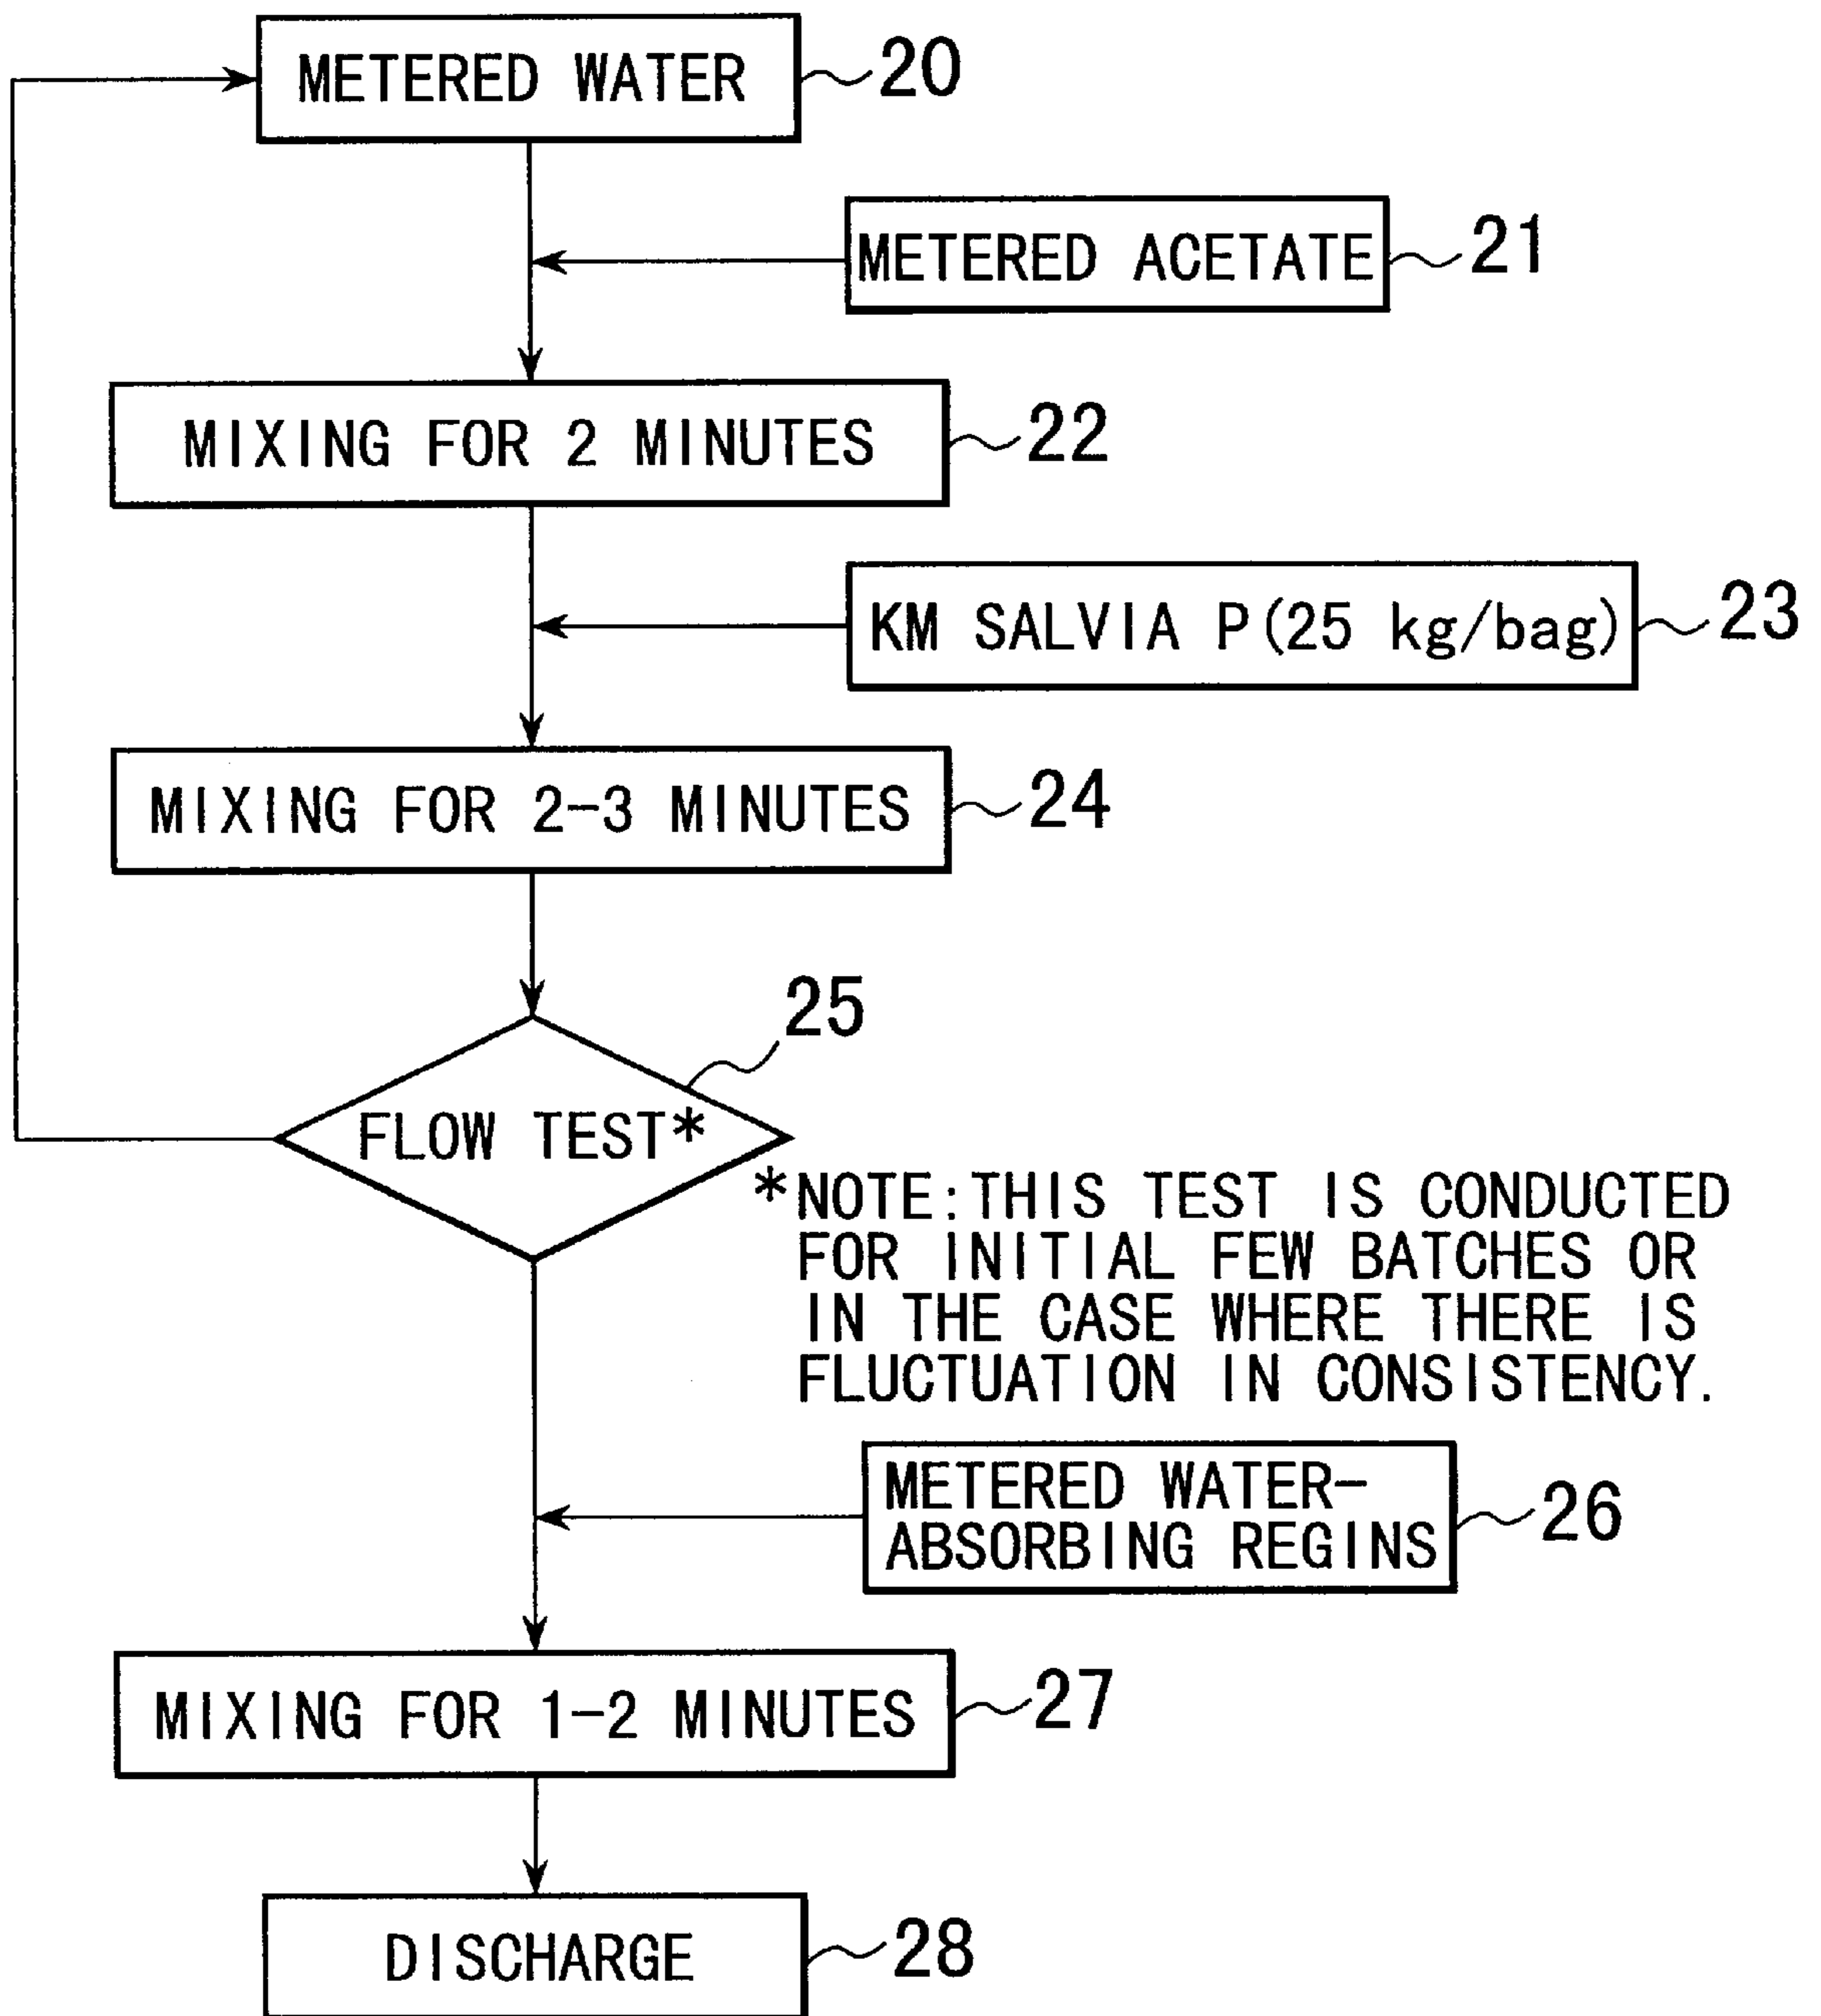 METERED WATER
20
METERED ACETATE
21
MIXING FOR 2 MINUTES
22
KM SALVIA P(25 kg/bag)
23
MIXING FOR 2-3 MINUTES
24
25
FLOW TEST*
*NOTE:THIS TEST IS CONDUCTED
FOR INITIAL FEW BATCHES OR
IN THE CASE WHERE THERE IS
FLUCTUATION IN CONSISTENCY.
METERED WATER-
ABSORBING REGINS
26
MIXING FOR 1-2 MINUTES
27
DISCHARGE
28